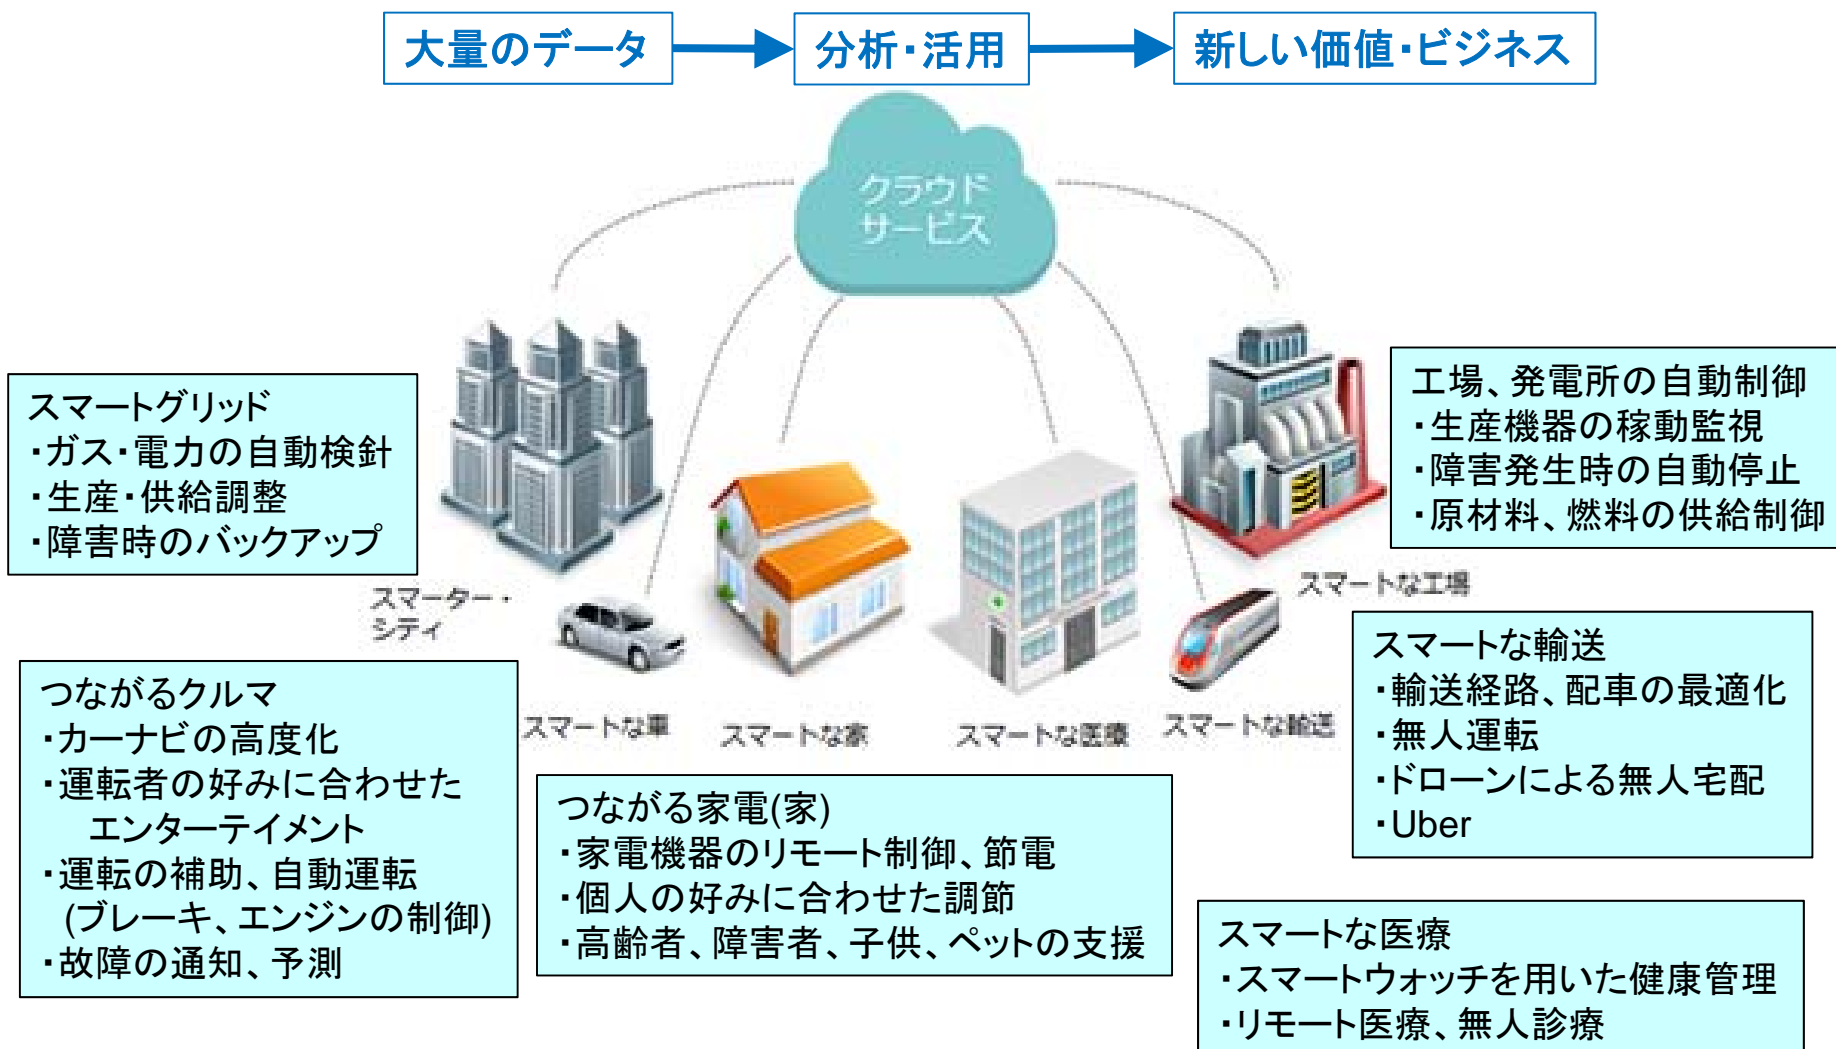 大量のデータ
分析・活用
新しい価値・ビジネス
クラウド
サービス
スマートグリッド
・ガス・電力の自動検針
・生産・供給調整
・障害時のバックアップ
工場、発電所の自動制御
・生産機器の稼動監視
・障害発生時の自動停止
・原材料、燃料の供給制御
スマーター・
シティ
スマートな工場
つながるクルマ
・カーナビの高度化
・運転者の好みに合わせた
エンターテイメント
・運転の補助、自動運転
(ブレーキ、エンジンの制御)
・故障の通知、予測
スマートな車
スマートな家
スマートな医療
スマートな輸送
スマートな輸送
・輸送経路、配車の最適化
・無人運転
・ドローンによる無人宅配
・Uber
つながる家電(家)
・家電機器のリモート制御、節電
・個人の好みに合わせた調節
・高齢者、障害者、子供、ペットの支援
スマートな医療
・スマートウォッチを用いた健康管理
・リモート医療、無人診療